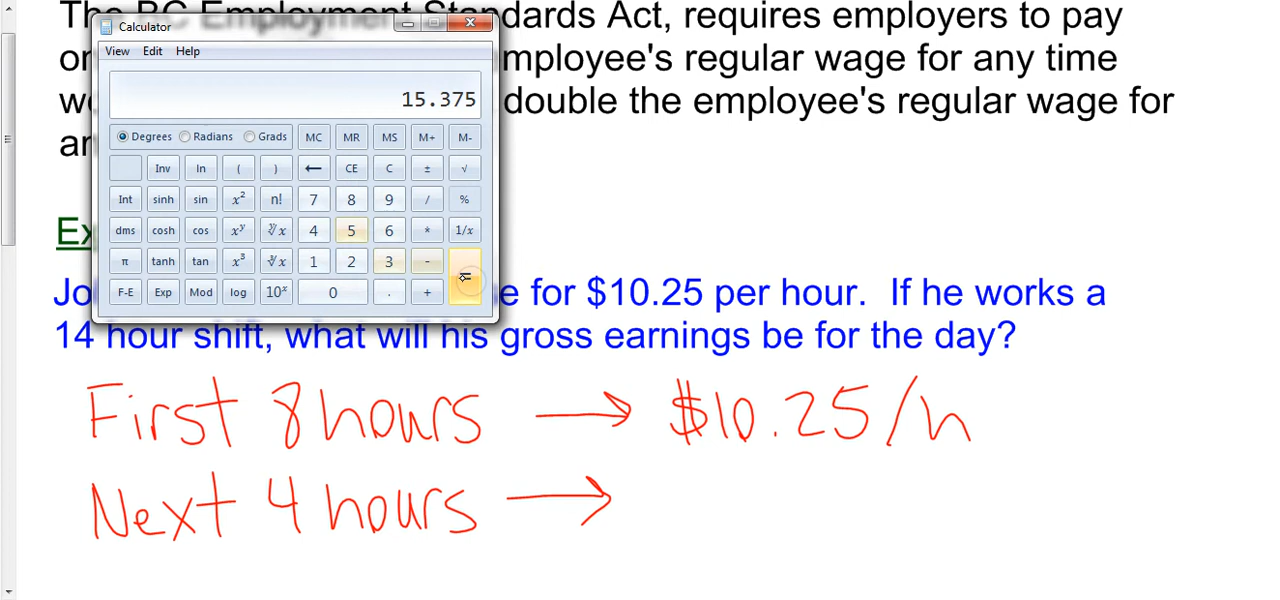 The BC Employment Standards Act, requires employers to pay
mployee's regular wage for any time
double the employee's regular wage for
Calculator
View Edit Help
15.375
Degrees Radians Grads MC MR MS M+ M-
Inv ln ( ) ← CE C ± √
Int sinh sin x² n! 7 8 9 / %
dms cosh cos xʸ ʸ√x 4 5 6 * 1/x
π tanh tan x³ ³√x 1 2 3 - =
F-E Exp Mod log 10ˣ 0 . +
Ex
Jo e for $10.25 per hour. If he works a
14 hour shift, what will his gross earnings be for the day?
First 8 hours → $10.25/h
Next 4 hours →